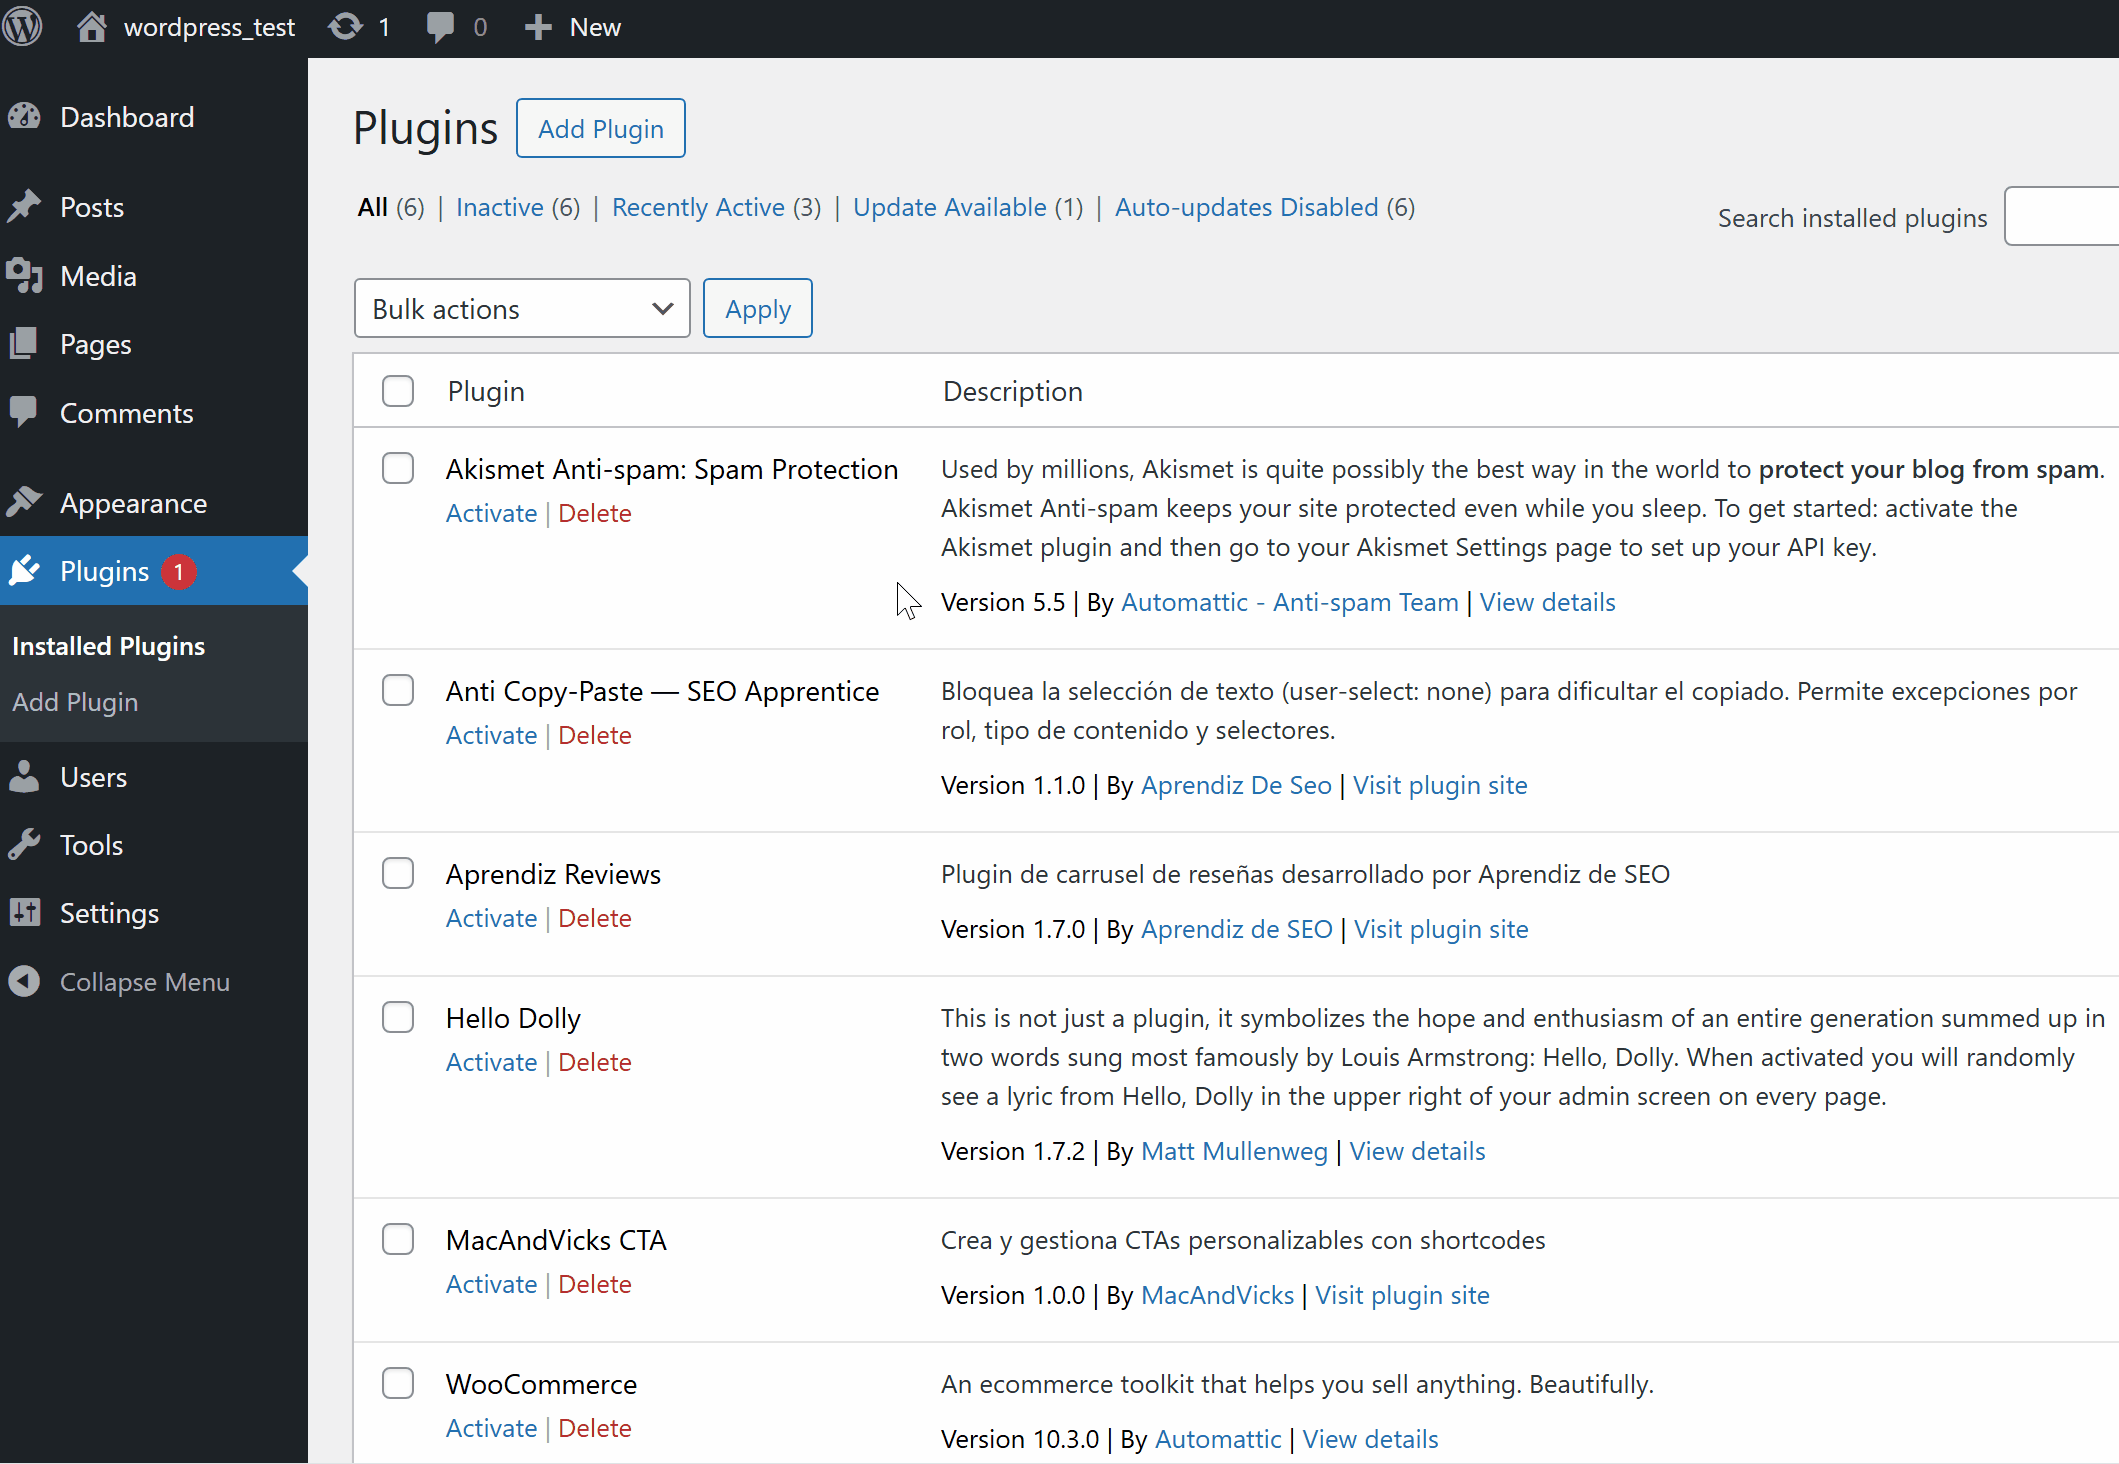 wordpress_test 1 0 New
Dashboard
Posts
Media
Pages
Comments
Appearance
Plugins 1
Installed Plugins
Add Plugin
Users
Tools
Settings
Collapse Menu
Plugins Add Plugin
All (6) | Inactive (6) | Recently Active (3) | Update Available (1) | Auto-updates Disabled (6)
Search installed plugins
Bulk actions Apply
Plugin Description
Akismet Anti-spam: Spam Protection
Activate | Delete
Used by millions, Akismet is quite possibly the best way in the world to protect your blog from spam.
Akismet Anti-spam keeps your site protected even while you sleep. To get started: activate the
Akismet plugin and then go to your Akismet Settings page to set up your API key.
Version 5.5 | By Automattic - Anti-spam Team | View details
Anti Copy-Paste — SEO Apprentice
Activate | Delete
Bloquea la selección de texto (user-select: none) para dificultar el copiado. Permite excepciones por
rol, tipo de contenido y selectores.
Version 1.1.0 | By Aprendiz De Seo | Visit plugin site
Aprendiz Reviews
Activate | Delete
Plugin de carrusel de reseñas desarrollado por Aprendiz de SEO
Version 1.7.0 | By Aprendiz de SEO | Visit plugin site
Hello Dolly
Activate | Delete
This is not just a plugin, it symbolizes the hope and enthusiasm of an entire generation summed up in
two words sung most famously by Louis Armstrong: Hello, Dolly. When activated you will randomly
see a lyric from Hello, Dolly in the upper right of your admin screen on every page.
Version 1.7.2 | By Matt Mullenweg | View details
MacAndVicks CTA
Activate | Delete
Crea y gestiona CTAs personalizables con shortcodes
Version 1.0.0 | By MacAndVicks | Visit plugin site
WooCommerce
Activate | Delete
An ecommerce toolkit that helps you sell anything. Beautifully.
Version 10.3.0 | By Automattic | View details